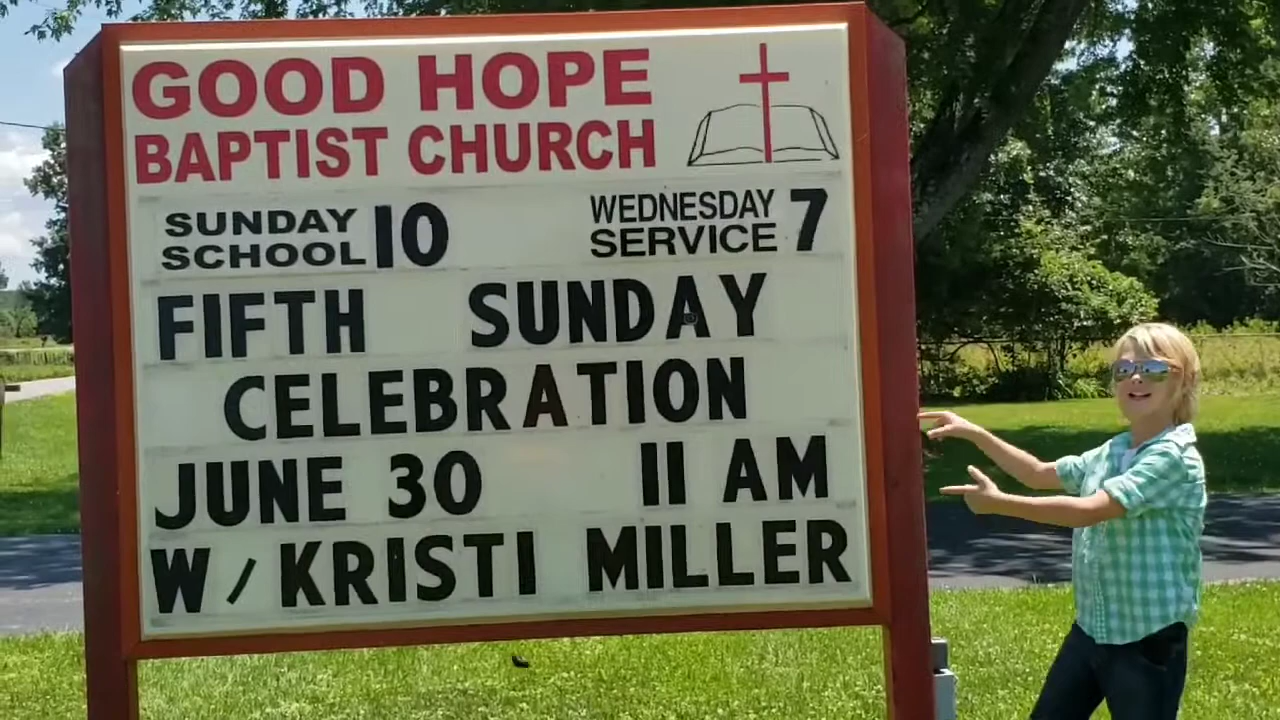 GOOD HOPE
BAPTIST CHURCH
SUNDAY SCHOOL 10
WEDNESDAY SERVICE 7
FIFTH SUNDAY
CELEBRATION
JUNE 30 11 AM
W/ KRISTI MILLER